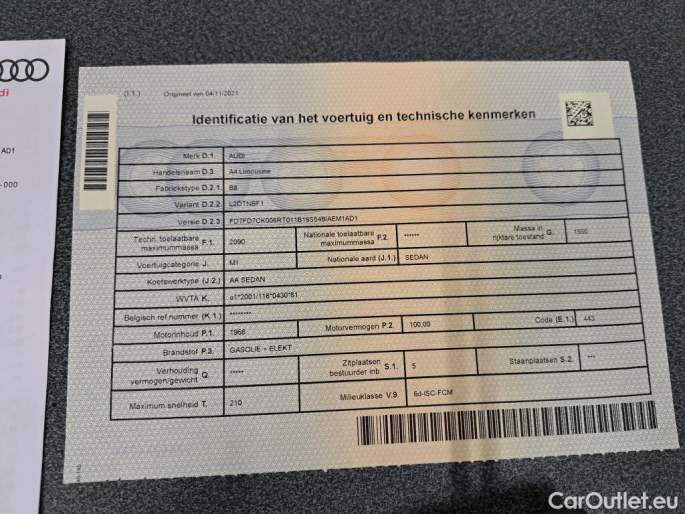 di
AD1
- 000
(I.1.) Origineel van 04/11/2021
Identificatie van het voertuig en technische kenmerken
Merk D.1. AUDI
Handelsnaam D.3. A4 Limousine
Fabriekstype D.2.1. B8
Variant D.2.2.
Versie D.2.3.
Techn. toelaatbare maximummassa F.1. 2090 Nationale toelaatbare maximummassa F.2. ****** Massa in rijklare toestand G.
Voertuigcategorie J. M1 Nationale aard (J.1.) SEDAN
Koetswerktype (J.2.) AA SEDAN
WVTA K. e1*2001/116*0430*61
Belgisch ref.nummer (K.1.) ********
Motorinhoud P.1. 1968 Motorvermogen P.2. 100,00 Code (E.1.) 443
Brandstof P.3. GASOLIE + ELEKT
Verhouding vermogen/gewicht Q. ***** Zitplaatsen bestuurder inb. S.1. 5 Staanplaatsen S.2. ***
Maximum snelheid T. 210 Milieuklasse V.9. 6d-ISC-FCM
CarOutlet.eu